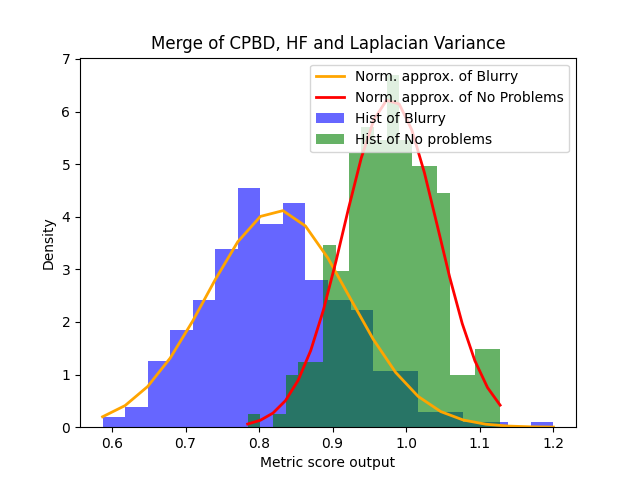 Merge of CPBD, HF and Laplacian Variance
Density
7
6
5
4
3
2
1
0
Norm. approx. of Blurry
Norm. approx. of No Problems
Hist of Blurry
Hist of No problems
0.6 0.7 0.8 0.9 1.0 1.1 1.2
Metric score output